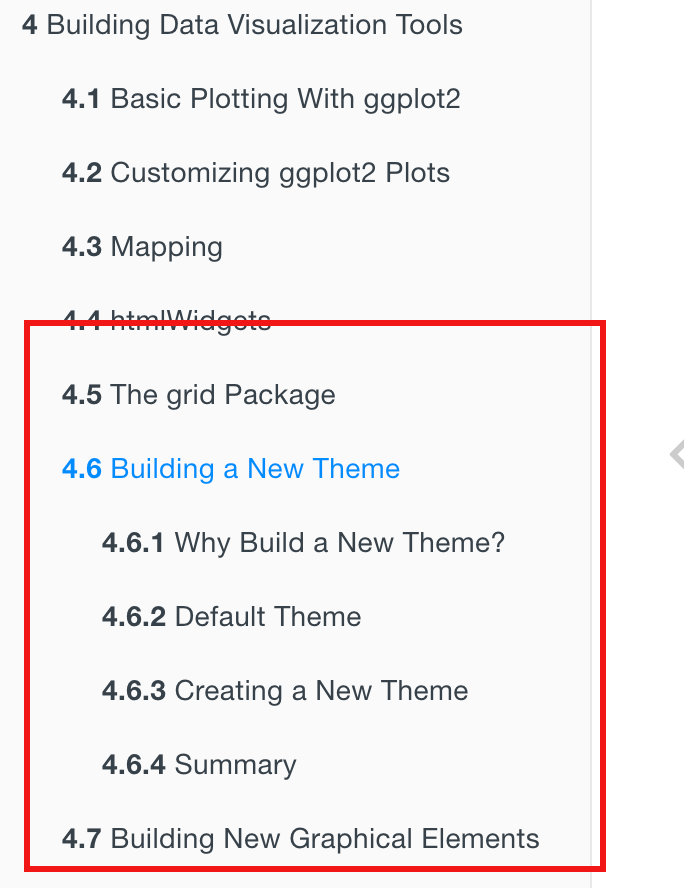 4 Building Data Visualization Tools
4.1 Basic Plotting With ggplot2
4.2 Customizing ggplot2 Plots
4.3 Mapping
4.4 htmlWidgets
4.5 The grid Package
4.6 Building a New Theme
4.6.1 Why Build a New Theme?
4.6.2 Default Theme
4.6.3 Creating a New Theme
4.6.4 Summary
4.7 Building New Graphical Elements